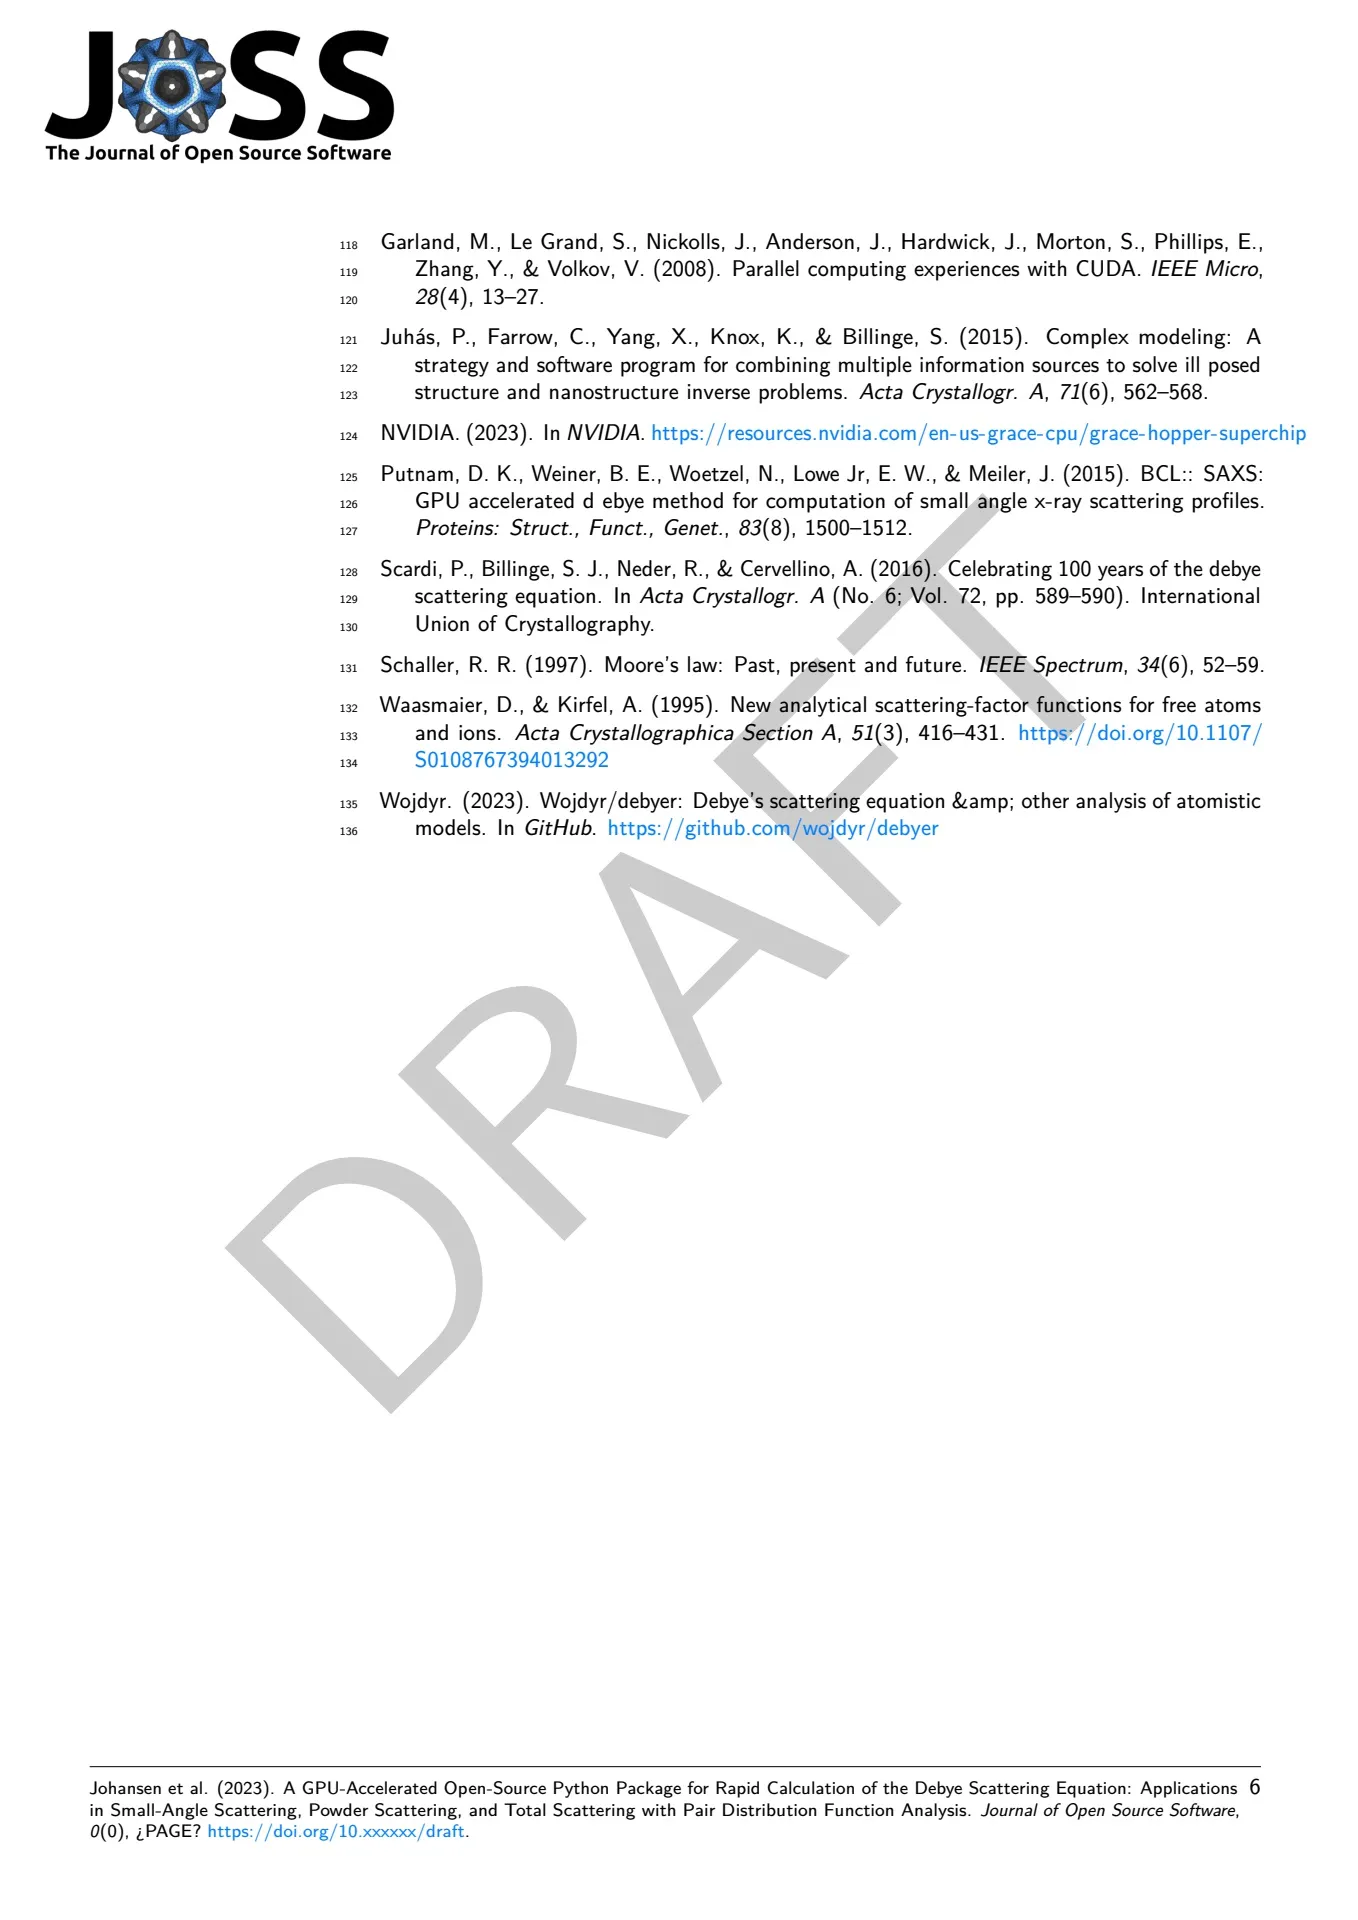 JOSS
The Journal of Open Source Software
118 Garland, M., Le Grand, S., Nickolls, J., Anderson, J., Hardwick, J., Morton, S., Phillips, E.,
119 Zhang, Y., & Volkov, V. (2008). Parallel computing experiences with CUDA. IEEE Micro,
120 28(4), 13–27.
121 Juhás, P., Farrow, C., Yang, X., Knox, K., & Billinge, S. (2015). Complex modeling: A
122 strategy and software program for combining multiple information sources to solve ill posed
123 structure and nanostructure inverse problems. Acta Crystallogr. A, 71(6), 562–568.
124 NVIDIA. (2023). In NVIDIA. https://resources.nvidia.com/en-us-grace-cpu/grace-hopper-superchip
125 Putnam, D. K., Weiner, B. E., Woetzel, N., Lowe Jr, E. W., & Meiler, J. (2015). BCL:: SAXS:
126 GPU accelerated d ebye method for computation of small angle x-ray scattering profiles.
127 Proteins: Struct., Funct., Genet., 83(8), 1500–1512.
128 Scardi, P., Billinge, S. J., Neder, R., & Cervellino, A. (2016). Celebrating 100 years of the debye
129 scattering equation. In Acta Crystallogr. A (No. 6; Vol. 72, pp. 589–590). International
130 Union of Crystallography.
131 Schaller, R. R. (1997). Moore's law: Past, present and future. IEEE Spectrum, 34(6), 52–59.
132 Waasmaier, D., & Kirfel, A. (1995). New analytical scattering-factor functions for free atoms
133 and ions. Acta Crystallographica Section A, 51(3), 416–431. https://doi.org/10.1107/
134 S0108767394013292
135 Wojdyr. (2023). Wojdyr/debyer: Debye's scattering equation &amp; other analysis of atomistic
136 models. In GitHub. https://github.com/wojdyr/debyer
DRAFT
Johansen et al. (2023). A GPU-Accelerated Open-Source Python Package for Rapid Calculation of the Debye Scattering Equation: Applications 6
in Small-Angle Scattering, Powder Scattering, and Total Scattering with Pair Distribution Function Analysis. Journal of Open Source Software,
0(0), ¿PAGE? https://doi.org/10.xxxxxx/draft.